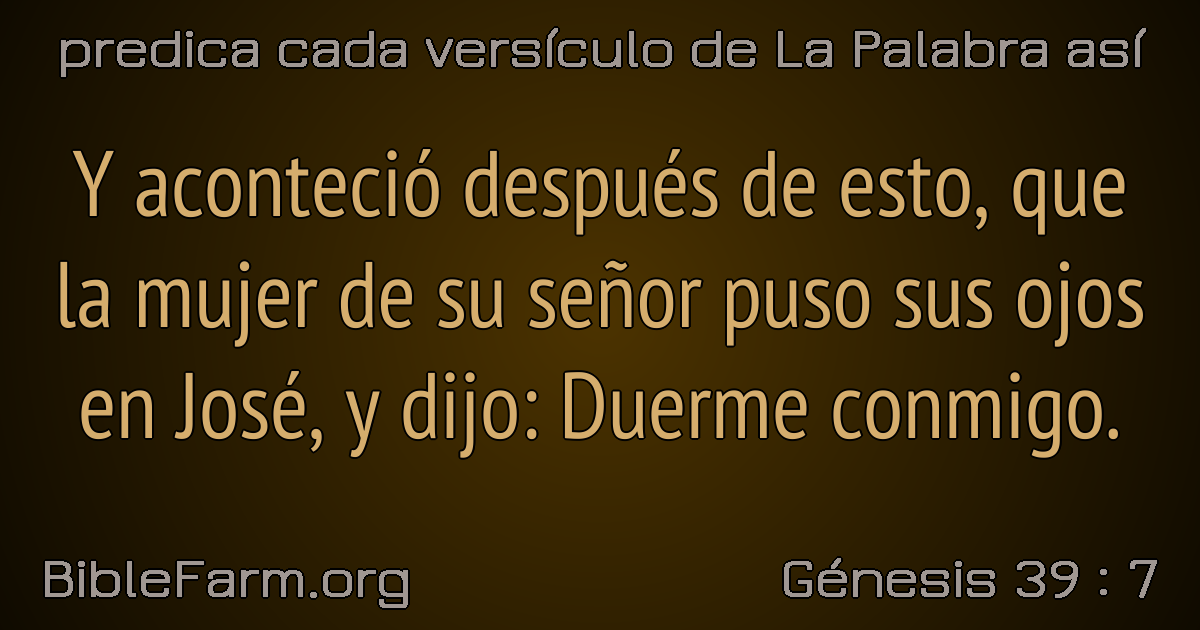 predica cada versículo de La Palabra así
Y aconteció después de esto, que
la mujer de su señor puso sus ojos
en José, y dijo: Duerme conmigo.
BibleFarm.org
Génesis 39 : 7